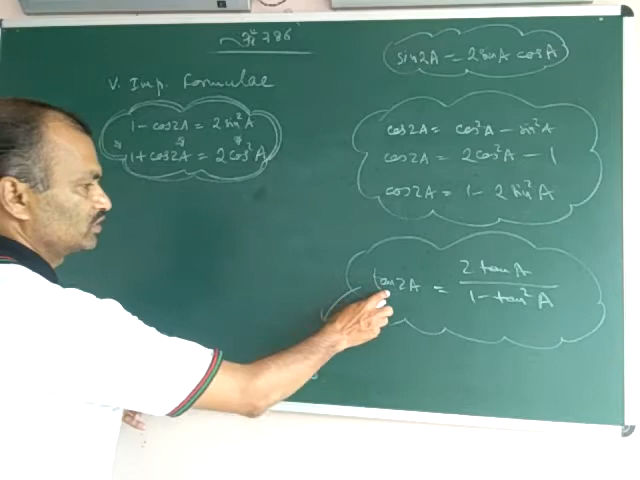 786
V. Imp. Formulae
1 - cos2A = 2 sin²A
1 + cos2A = 2 cos²A
sin2A = 2 sinA cosA
cos2A = cos²A - sin²A
cos2A = 2cos²A - 1
cos2A = 1 - 2 sin²A
tan2A = 2 tanA / 1 - tan²A